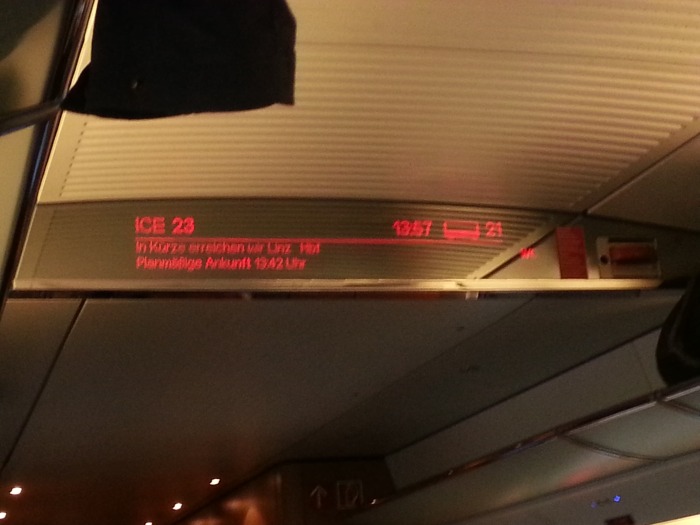 ICE 23 13:57 21
In Kürze erreichen wir Linz Hbf
Planmäßige Ankunft 13:42 Uhr